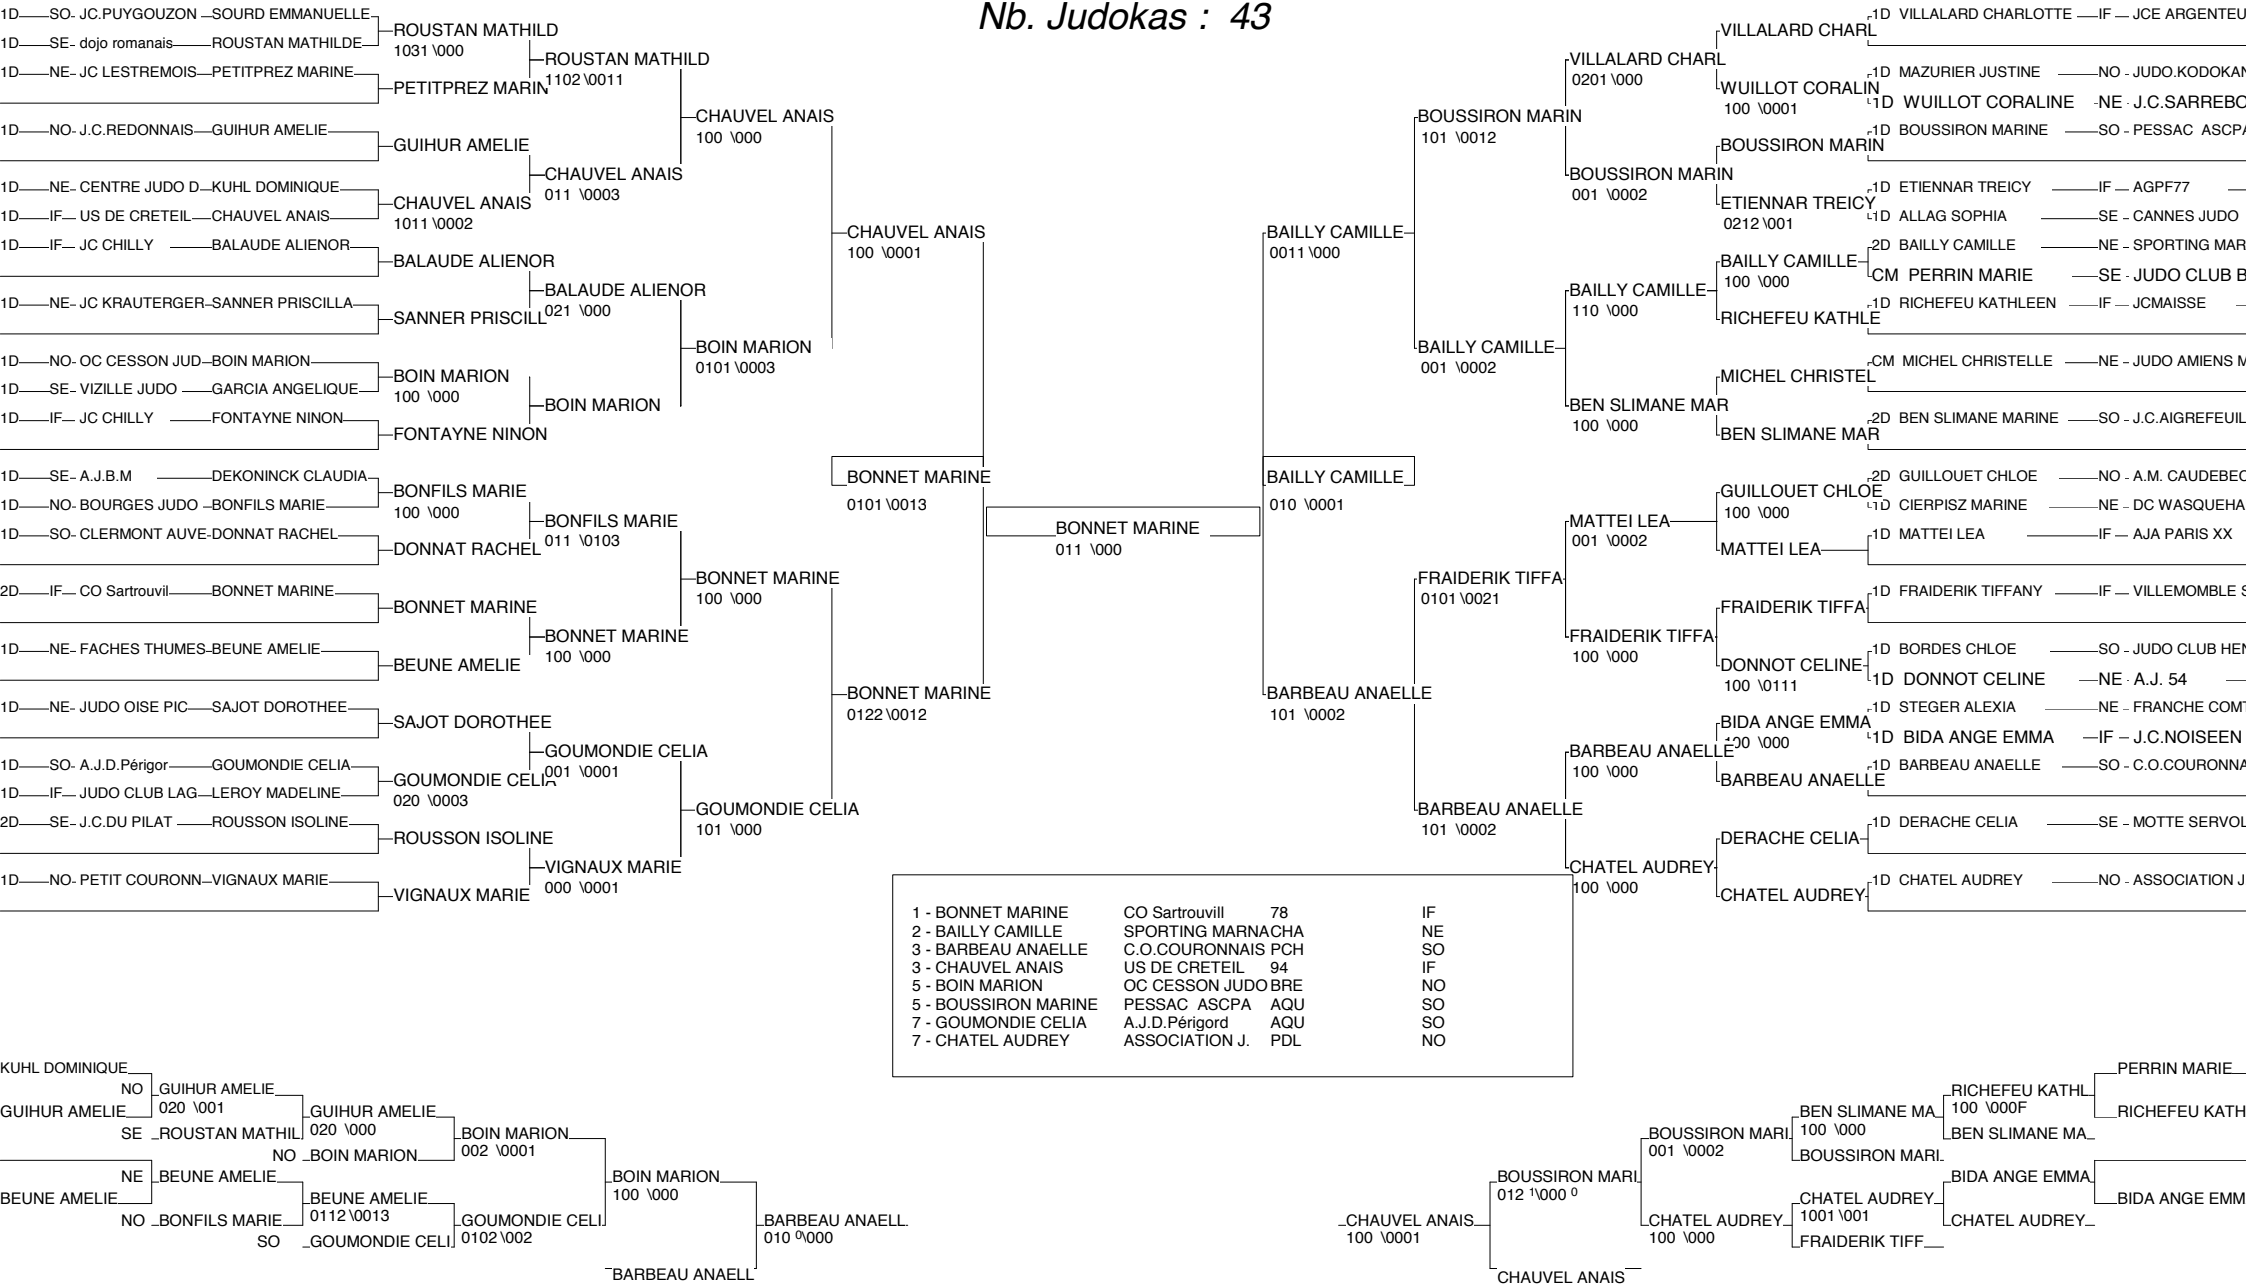 Nb. Judokas : 43
1D SO- JC.PUYGOUZON SOURD EMMANUELLE
1D SE- dojo romanais ROUSTAN MATHILDE
1D NE- JC LESTREMOIS PETITPREZ MARINE
1D NO- J.C.REDONNAIS GUIHUR AMELIE
1D NE- CENTRE JUDO D KUHL DOMINIQUE
1D IF US DE CRETEIL CHAUVEL ANAIS
1D IF JC CHILLY BALAUDE ALIENOR
1D NE- JC KRAUTERGER SANNER PRISCILLA
1D NO- OC CESSON JUD BOIN MARION
1D SE- VIZILLE JUDO GARCIA ANGELIQUE
1D IF JC CHILLY FONTAYNE NINON
1D SE- A.J.B.M DEKONINCK CLAUDIA
1D NO- BOURGES JUDO BONFILS MARIE
1D SO- CLERMONT AUVE DONNAT RACHEL
2D IF CO Sartrouvil BONNET MARINE
1D NE- FACHES THUMES BEUNE AMELIE
1D NE- JUDO OISE PIC SAJOT DOROTHEE
1D SO- A.J.D.Périgor GOUMONDIE CELIA
1D IF JUDO CLUB LAG LEROY MADELINE
2D SE- J.C.DU PILAT ROUSSON ISOLINE
1D NO- PETIT COURONN VIGNAUX MARIE
ROUSTAN MATHILD
1031 \000
PETITPREZ MARIN
GUIHUR AMELIE
CHAUVEL ANAIS
1011 \0002
BALAUDE ALIENOR
SANNER PRISCILL
BOIN MARION
100 \000
FONTAYNE NINON
BONFILS MARIE
100 \000
DONNAT RACHEL
BONNET MARINE
BEUNE AMELIE
SAJOT DOROTHEE
GOUMONDIE CELIA
020 \0003
ROUSSON ISOLINE
VIGNAUX MARIE
ROUSTAN MATHILD
1102 \0011
CHAUVEL ANAIS
011 \0003
BALAUDE ALIENOR
021 \000
BOIN MARION
BONFILS MARIE
011 \0103
BONNET MARINE
100 \000
GOUMONDIE CELIA
001 \0001
VIGNAUX MARIE
000 \0001
CHAUVEL ANAIS
100 \000
BOIN MARION
0101 \0003
BONNET MARINE
100 \000
GOUMONDIE CELIA
101 \000
CHAUVEL ANAIS
100 \0001
BONNET MARINE
0101 \0013
BONNET MARINE
0122 \0012
BONNET MARINE
011 \000
BAILLY CAMILLE
0011 \000
BAILLY CAMILLE
010 \0001
BARBEAU ANAELLE
101 \0002
BOUSSIRON MARIN
101 \0012
BAILLY CAMILLE
001 \0002
FRAIDERIK TIFFA
0101 \0021
BARBEAU ANAELLE
101 \0002
VILLALARD CHARL
0201 \000
BOUSSIRON MARIN
001 \0002
BAILLY CAMILLE
110 \000
BEN SLIMANE MAR
100 \000
MATTEI LEA
001 \0002
FRAIDERIK TIFFA
100 \000
BARBEAU ANAELLE
100 \000
CHATEL AUDREY
100 \000
VILLALARD CHARL
WUILLOT CORALIN
100 \0001
BOUSSIRON MARIN
ETIENNAR TREICY
0212 \001
BAILLY CAMILLE
100 \000
RICHEFEU KATHLE
MICHEL CHRISTEL
BEN SLIMANE MAR
GUILLOUET CHLOE
100 \000
MATTEI LEA
FRAIDERIK TIFFA
DONNOT CELINE
100 \0111
BIDA ANGE EMMA
100 \000
BARBEAU ANAELLE
DERACHE CELIA
CHATEL AUDREY
1D VILLALARD CHARLOTTE IF JCE ARGENTEU
1D MAZURIER JUSTINE NO - JUDO.KODOKAN
1D WUILLOT CORALINE NE - J.C.SARREBO
1D BOUSSIRON MARINE SO - PESSAC ASCPA
1D ETIENNAR TREICY IF AGPF77
1D ALLAG SOPHIA SE - CANNES JUDO
2D BAILLY CAMILLE NE - SPORTING MAR
CM PERRIN MARIE SE - JUDO CLUB B
1D RICHEFEU KATHLEEN IF JCMAISSE
CM MICHEL CHRISTELLE NE - JUDO AMIENS M
2D BEN SLIMANE MARINE SO - J.C.AIGREFEUIL
2D GUILLOUET CHLOE NO - A.M. CAUDEBEC
1D CIERPISZ MARINE NE - DC WASQUEHA
1D MATTEI LEA IF AJA PARIS XX
1D FRAIDERIK TIFFANY IF VILLEMOMBLE S
1D BORDES CHLOE SO - JUDO CLUB HEN
1D DONNOT CELINE NE - A.J. 54
1D STEGER ALEXIA NE - FRANCHE COMT
1D BIDA ANGE EMMA IF - J.C.NOISEEN
1D BARBEAU ANAELLE SO - C.O.COURONNA
1D DERACHE CELIA SE - MOTTE SERVOL
1D CHATEL AUDREY NO - ASSOCIATION J
1 - BONNET MARINE CO Sartrouvill 78 IF
2 - BAILLY CAMILLE SPORTING MARNACHA NE
3 - BARBEAU ANAELLE C.O.COURONNAIS PCH SO
3 - CHAUVEL ANAIS US DE CRETEIL 94 IF
5 - BOIN MARION OC CESSON JUDO BRE NO
5 - BOUSSIRON MARINE PESSAC ASCPA AQU SO
7 - GOUMONDIE CELIA A.J.D.Périgord AQU SO
7 - CHATEL AUDREY ASSOCIATION J. PDL NO
KUHL DOMINIQUE
NO
GUIHUR AMELIE
SE
NE
BEUNE AMELIE
NO
SO
GUIHUR AMELIE
020 \001
ROUSTAN MATHIL
NO
BEUNE AMELIE
BONFILS MARIE
GUIHUR AMELIE
020 \000
BOIN MARION
BEUNE AMELIE
0112 \0013
GOUMONDIE CELI
BOIN MARION
002 \0001
GOUMONDIE CELI
0102 \002
BOIN MARION
100 \000
BARBEAU ANAELL
BARBEAU ANAELL
010 0\000
CHAUVEL ANAIS
100 \0001
BOUSSIRON MARI
012 1\000 0
CHAUVEL ANAIS
BOUSSIRON MARI
001 \0002
CHATEL AUDREY
100 \000
BEN SLIMANE MA
100 \000
BOUSSIRON MARI
CHATEL AUDREY
1001 \001
FRAIDERIK TIFF
RICHEFEU KATHL
100 \000F
BEN SLIMANE MA
BIDA ANGE EMMA
CHATEL AUDREY
PERRIN MARIE
RICHEFEU KATH
BIDA ANGE EMM